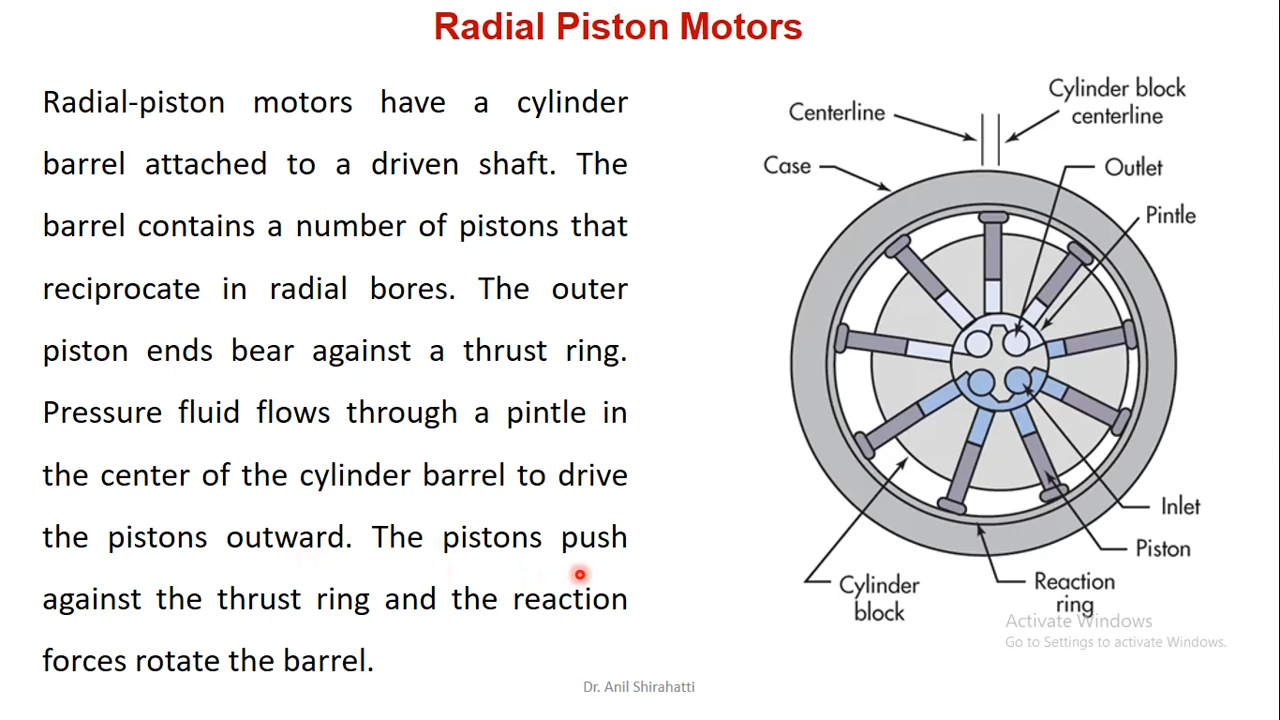 Radial Piston Motors
Radial-piston motors have a cylinder
barrel attached to a driven shaft. The
barrel contains a number of pistons that
reciprocate in radial bores. The outer
piston ends bear against a thrust ring.
Pressure fluid flows through a pintle in
the center of the cylinder barrel to drive
the pistons outward. The pistons push
against the thrust ring and the reaction
forces rotate the barrel.
Centerline
Cylinder block
centerline
Case
Outlet
Pintle
Inlet
Piston
Reaction
ring
Cylinder
block
Activate Windows
Go to Settings to activate Windows.
Dr. Anil Shirahatti